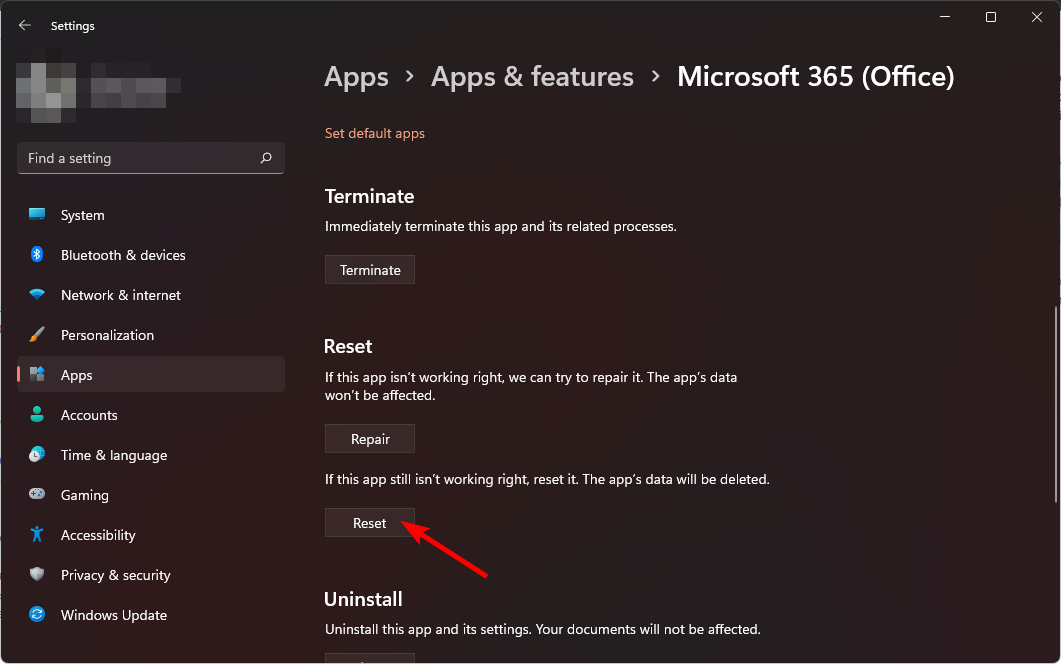 Settings
Apps > Apps & features > Microsoft 365 (Office)
Find a setting
System
Bluetooth & devices
Network & internet
Personalization
Apps
Accounts
Time & language
Gaming
Accessibility
Privacy & security
Windows Update
Set default apps
Terminate
Immediately terminate this app and its related processes.
Terminate
Reset
If this app isn’t working right, we can try to repair it. The app’s data
won’t be affected.
Repair
If this app still isn’t working right, reset it. The app’s data will be deleted.
Reset
Uninstall
Uninstall this app and its settings. Your documents will not be affected.